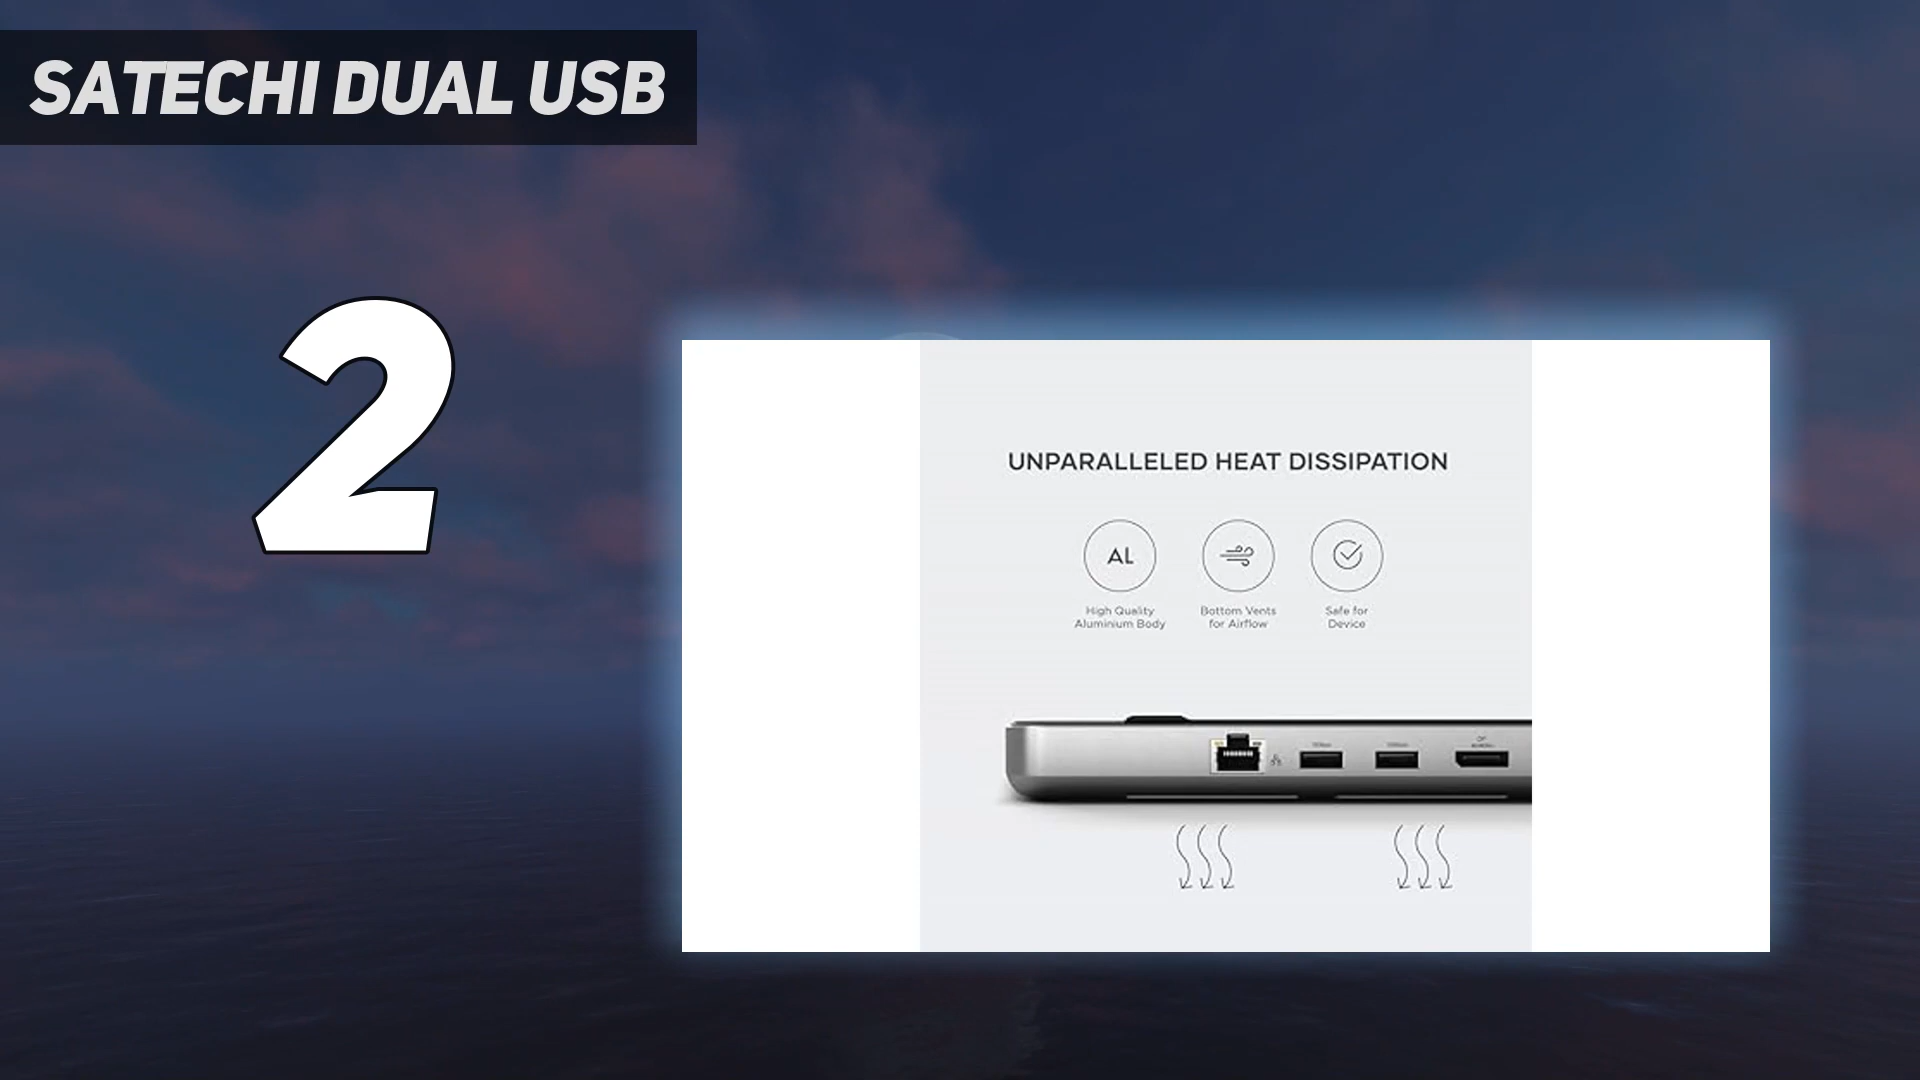 SATECHI DUAL USB
2
UNPARALLELED HEAT DISSIPATION
AL
High Quality
Aluminium Body
Bottom Vents
for Airflow
Safe for
Device